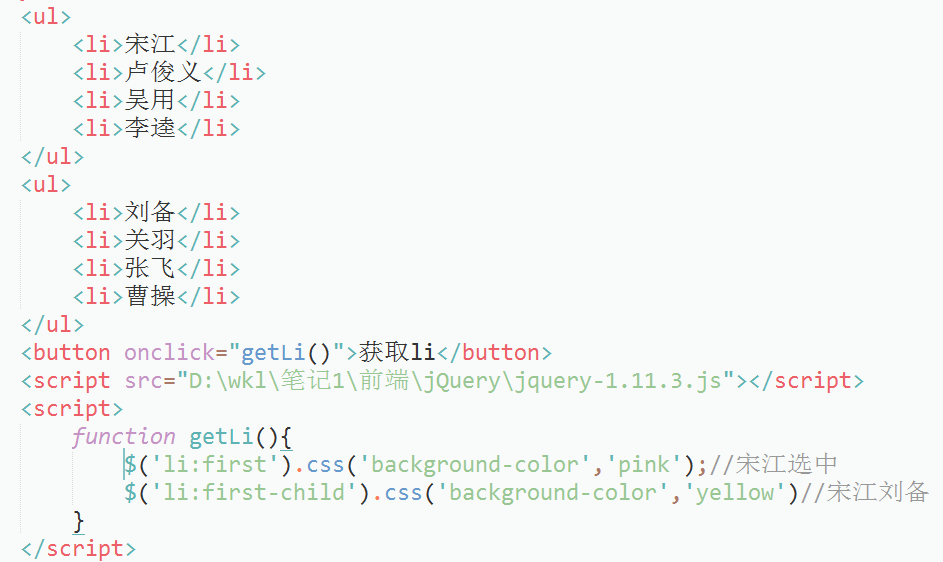 <ul>
    <li>宋江</li>
    <li>卢俊义</li>
    <li>吴用</li>
    <li>李逵</li>
</ul>
<ul>
    <li>刘备</li>
    <li>关羽</li>
    <li>张飞</li>
    <li>曹操</li>
</ul>
<button onclick="getLi()">获取li</button>
<script src="D:\wkl\笔记1\前端\jQuery\jquery-1.11.3.js"></script>
<script>
    function getLi(){
        $('li:first').css('background-color','pink');//宋江选中
        $('li:first-child').css('background-color','yellow')//宋江刘备
    }
</script>